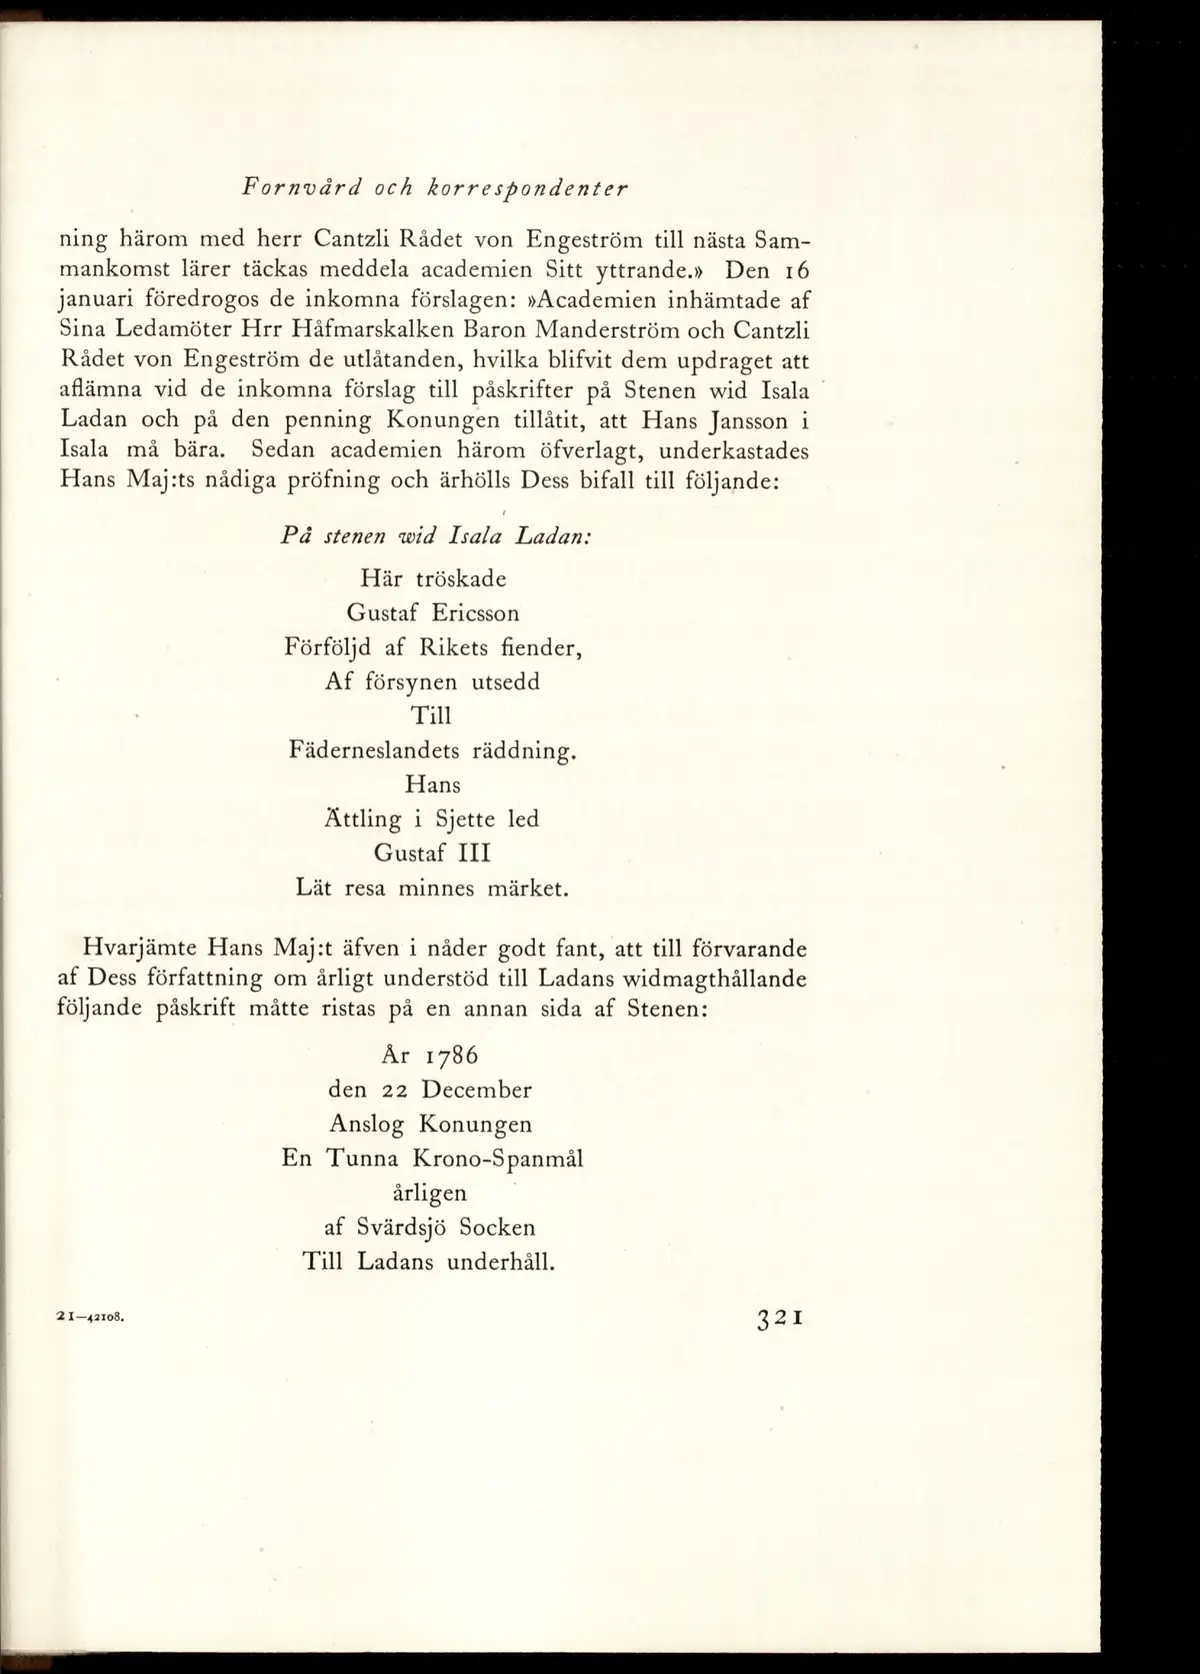 Fornvård och korrespondenter
ning härom med herr Cantzli Rådet von Engeström till nästa Sam-
mankomst lärer täckas meddela academien Sitt yttrande.» Den 16
januari föredrogos de inkomna förslagen: »Academien inhämtade af
Sina Ledamöter Hrr Håfmarskalken Baron Manderström och Cantzli
Rådet von Engeström de utlåtanden, hvilka blifvit dem updraget att
aflämna vid de inkomna förslag till påskrifter på Stenen wid Isala
Ladan och på den penning Konungen tillåtit, att Hans Jansson i
Isala må bära. Sedan academien härom öfverlagt, underkastades
Hans Maj:ts nådiga pröfning och ärhölls Dess bifall till följande:
På stenen wid Isala Ladan:
Här tröskade
Gustaf Ericsson
Förföljd af Rikets fiender,
Af försynen utsedd
Till
Fäderneslandets räddning.
Hans
Ättling i Sjette led
Gustaf III
Lät resa minnes märket.
Hvarjämte Hans Maj:t äfven i nåder godt fant, att till förvarande
af Dess författning om årligt understöd till Ladans widmagthållande
följande påskrift måtte ristas på en annan sida af Stenen:
År 1786
den 22 December
Anslog Konungen
En Tunna Krono-Spanmål
årligen
af Svärdsjö Socken
Till Ladans underhåll.
21—42108.
321